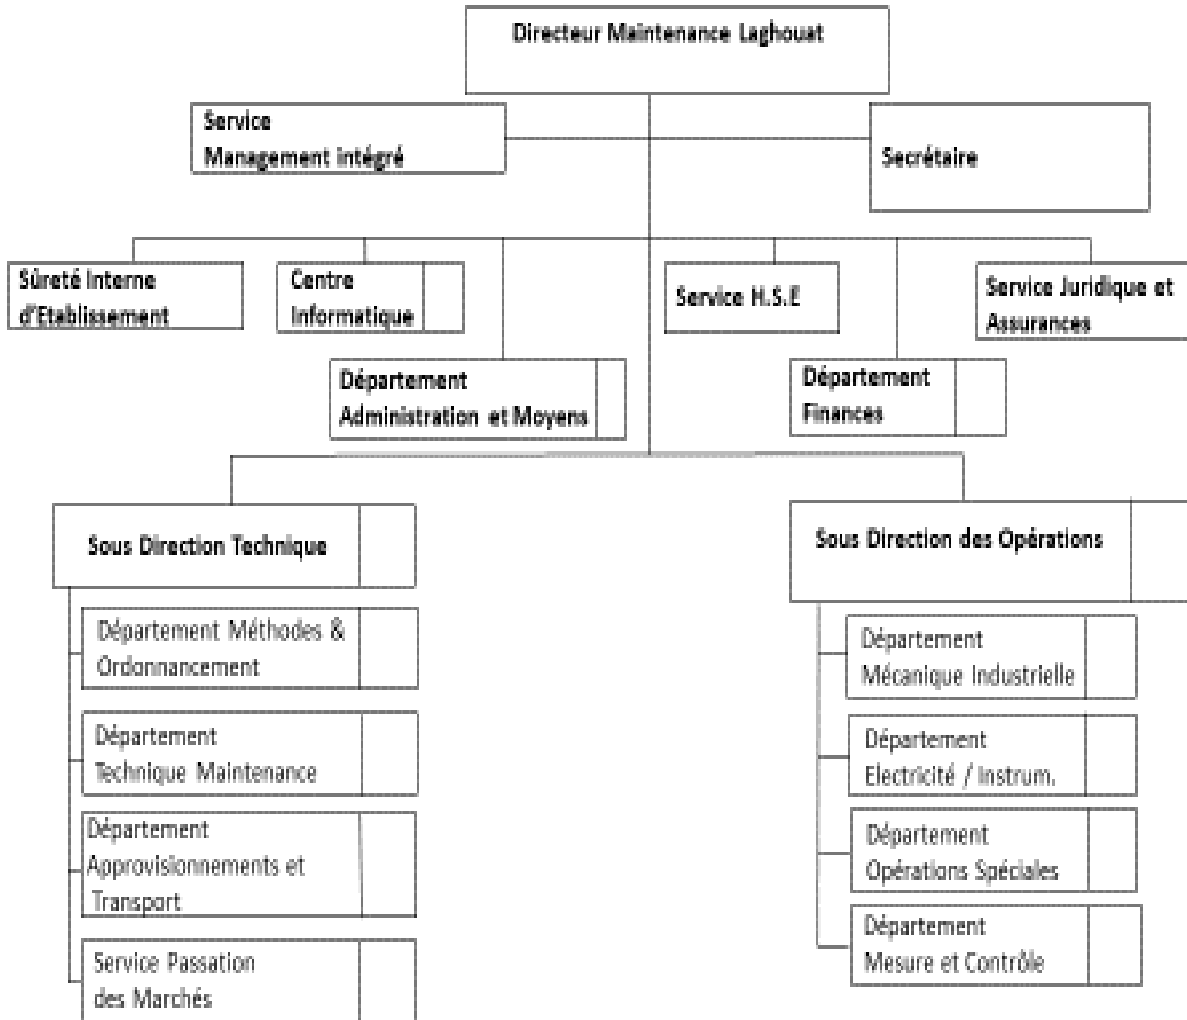 Directeur Maintenance Laghouat
Service
Management intégré
Secrétaire
Sûreté Interne
d'Etablissement
Centre
Informatique
Service H.S.E
Service Juridique et
Assurances
Département
Administration et Moyens
Département
Finances
Sous Direction Technique
Département Méthodes &
Ordonnancement
Département
Technique Maintenance
Département
Approvisionnements et
Transport
Service Passation
des Marchés
Sous Direction des Opérations
Département
Mécanique Industrielle
Département
Electricité / Instrum.
Département
Opérations Spéciales
Département
Mesure et Contrôle